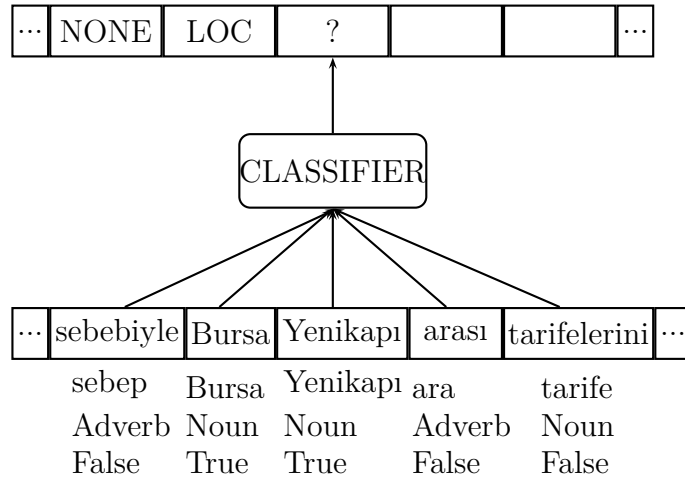 ... NONE LOC ? ...
CLASSIFIER
... sebebiyle Bursa Yenikapı arası tarifelerini ...
sebep Bursa Yenikapı ara tarife
Adverb Noun Noun Adverb Noun
False True True False False